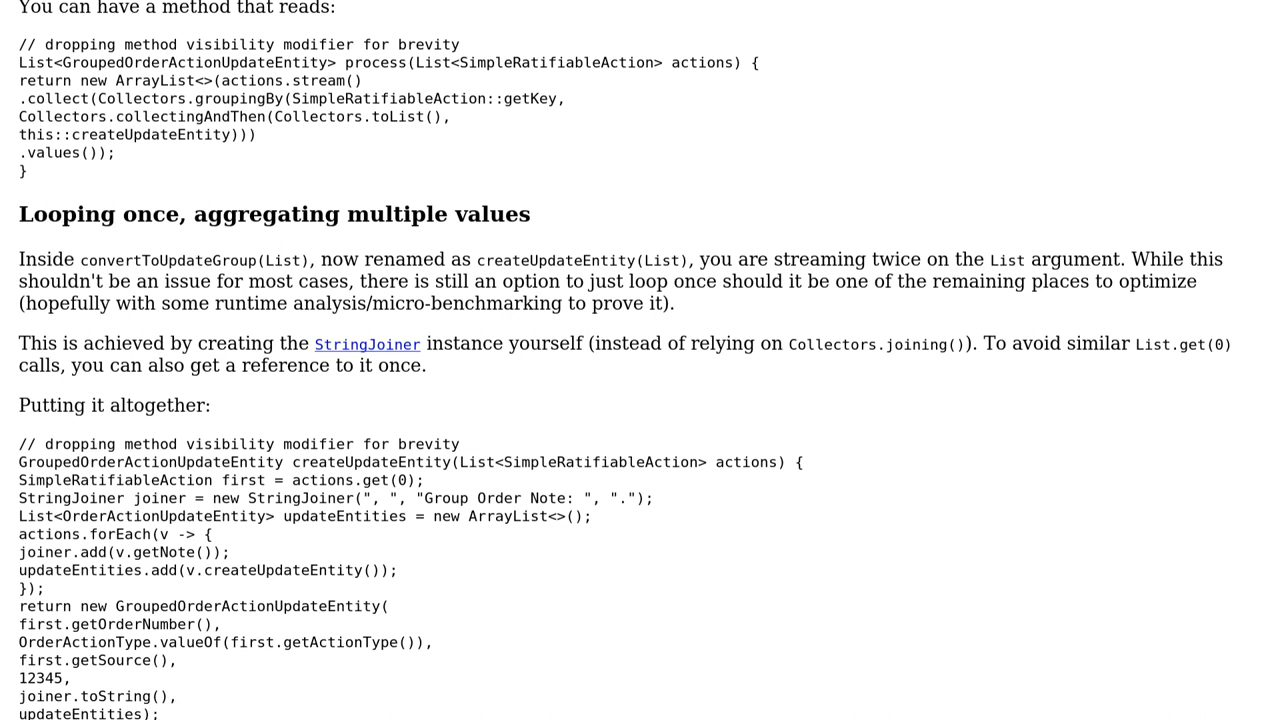 You can have a method that reads:
// dropping method visibility modifier for brevity
List<GroupedOrderActionUpdateEntity> process(List<SimpleRatifiableAction> actions) {
return new ArrayList<>(actions.stream()
.collect(Collectors.groupingBy(SimpleRatifiableAction::getKey,
Collectors.collectingAndThen(Collectors.toList(),
this::createUpdateEntity)))
.values());
}
Looping once, aggregating multiple values
Inside convertToUpdateGroup(List), now renamed as createUpdateEntity(List), you are streaming twice on the List argument. While this
shouldn't be an issue for most cases, there is still an option to just loop once should it be one of the remaining places to optimize
(hopefully with some runtime analysis/micro-benchmarking to prove it).
This is achieved by creating the StringJoiner instance yourself (instead of relying on Collectors.joining()). To avoid similar List.get(0)
calls, you can also get a reference to it once.
Putting it altogether:
// dropping method visibility modifier for brevity
GroupedOrderActionUpdateEntity createUpdateEntity(List<SimpleRatifiableAction> actions) {
SimpleRatifiableAction first = actions.get(0);
StringJoiner joiner = new StringJoiner(", ", "Group Order Note: ", ".");
List<OrderActionUpdateEntity> updateEntities = new ArrayList<>();
actions.forEach(v -> {
joiner.add(v.getNote());
updateEntities.add(v.createUpdateEntity());
});
return new GroupedOrderActionUpdateEntity(
first.getOrderNumber(),
OrderActionType.valueOf(first.getActionType()),
first.getSource(),
12345,
joiner.toString(),
updateEntities);